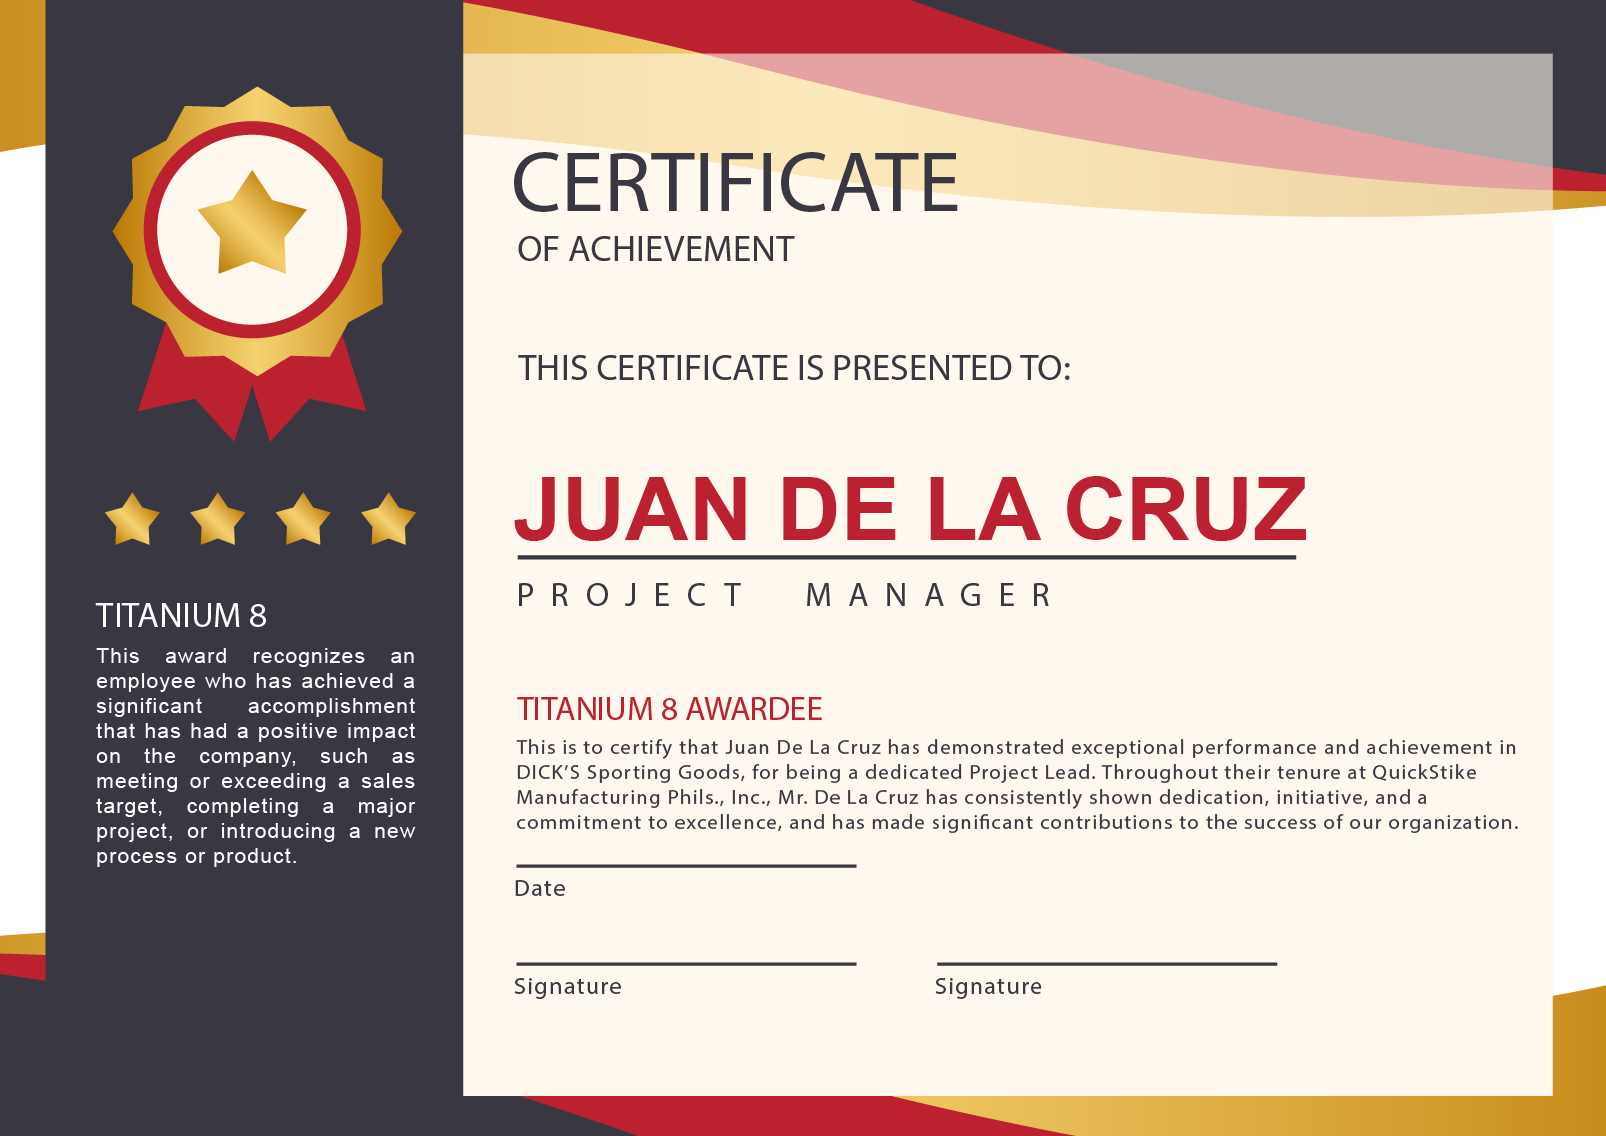 CERTIFICATE
OF ACHIEVEMENT
THIS CERTIFICATE IS PRESENTED TO:
JUAN DE LA CRUZ
PROJECT MANAGER
TITANIUM 8
This award recognizes an
employee who has achieved a
significant accomplishment
that has had a positive impact
on the company, such as
meeting or exceeding a sales
target, completing a major
project, or introducing a new
process or product.
TITANIUM 8 AWARDEE
This is to certify that Juan De La Cruz has demonstrated exceptional performance and achievement in
DICK’S Sporting Goods, for being a dedicated Project Lead. Throughout their tenure at QuickStike
Manufacturing Phils., Inc., Mr. De La Cruz has consistently shown dedication, initiative, and a
commitment to excellence, and has made significant contributions to the success of our organization.
Date
Signature
Signature